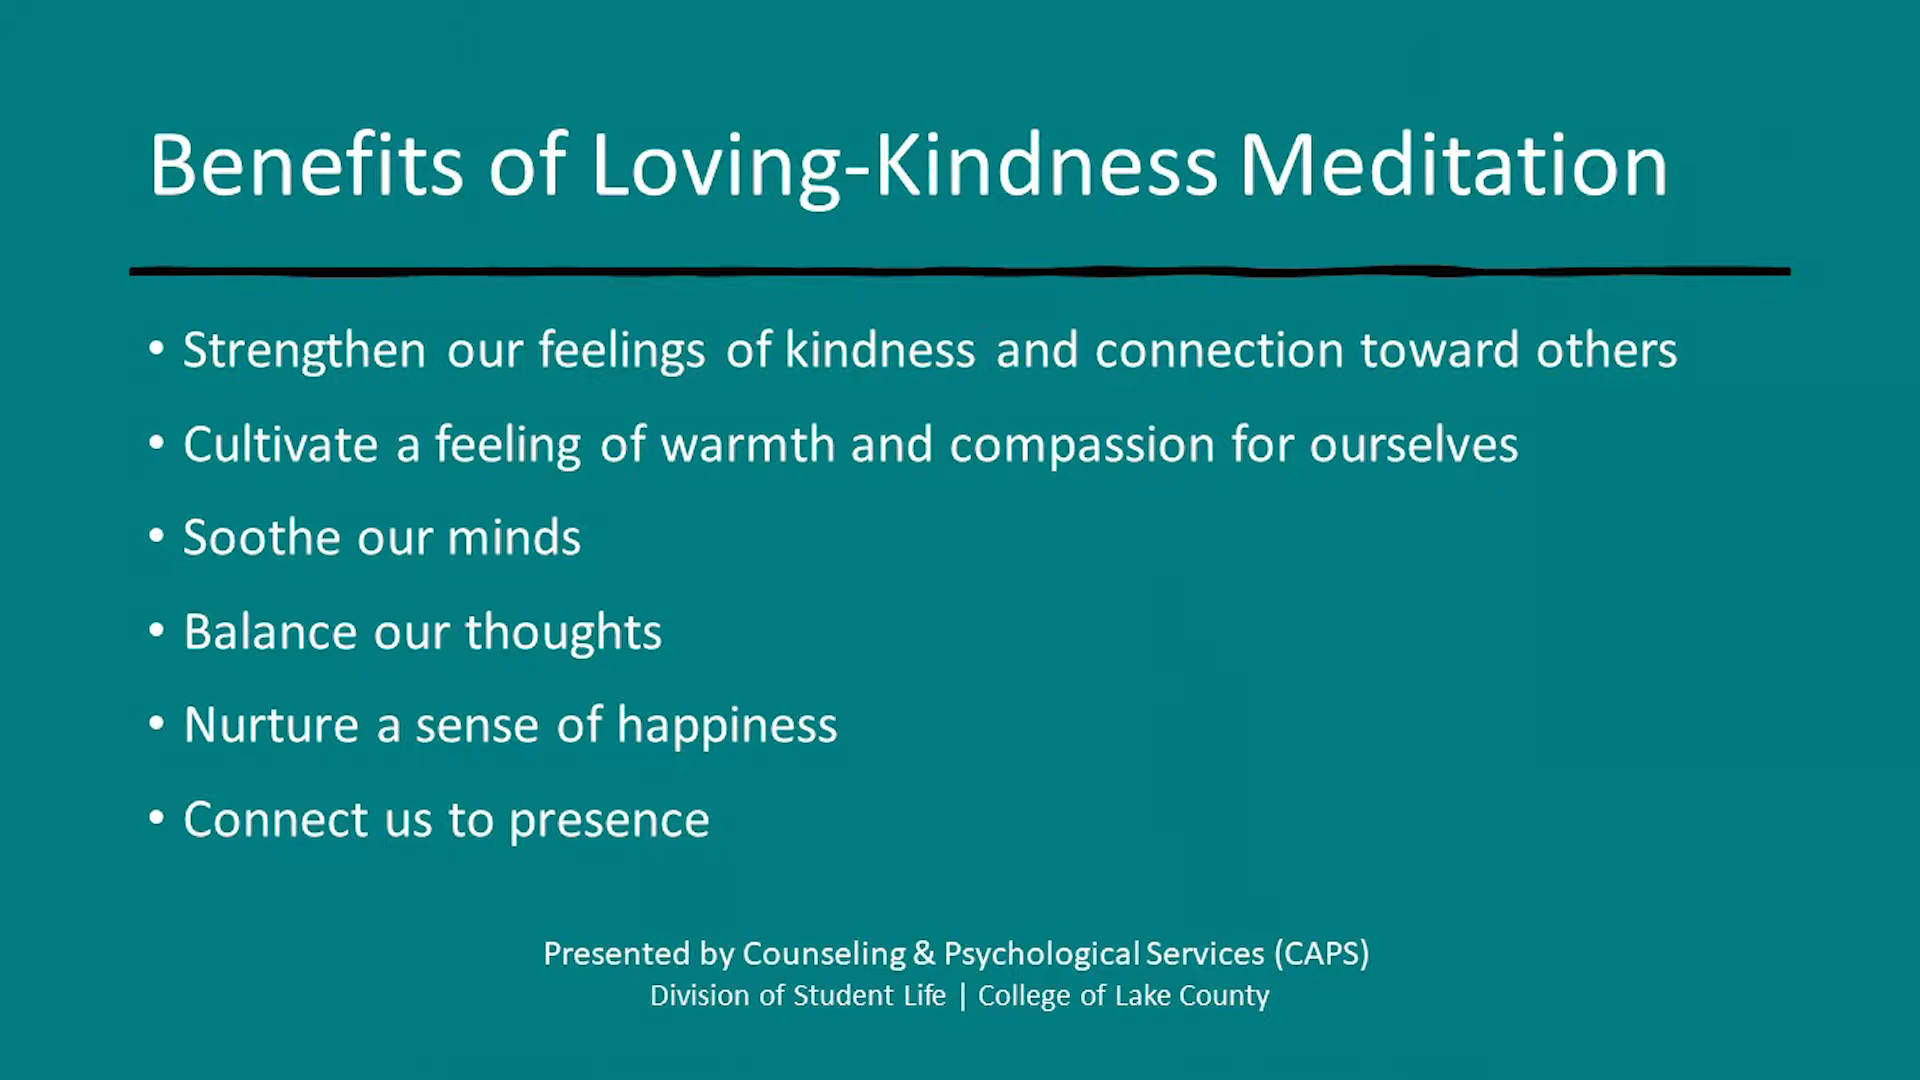 Benefits of Loving-Kindness Meditation
• Strengthen our feelings of kindness and connection toward others
• Cultivate a feeling of warmth and compassion for ourselves
• Soothe our minds
• Balance our thoughts
• Nurture a sense of happiness
• Connect us to presence
Presented by Counseling & Psychological Services (CAPS)
Division of Student Life | College of Lake County